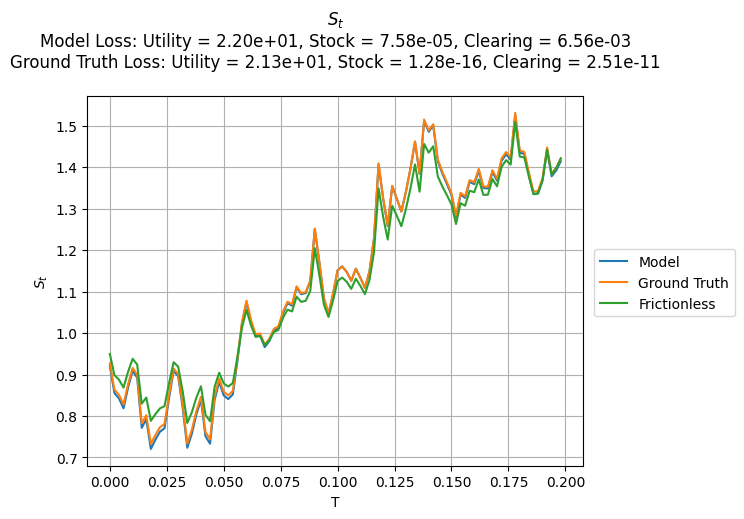 S_t
Model Loss: Utility = 2.20e+01, Stock = 7.58e-05, Clearing = 6.56e-03
Ground Truth Loss: Utility = 2.13e+01, Stock = 1.28e-16, Clearing = 2.51e-11
1.5
1.4
1.3
1.2
1.1
1.0
0.9
0.8
0.7
S_t
0.000 0.025 0.050 0.075 0.100 0.125 0.150 0.175 0.200
T
Model
Ground Truth
Frictionless